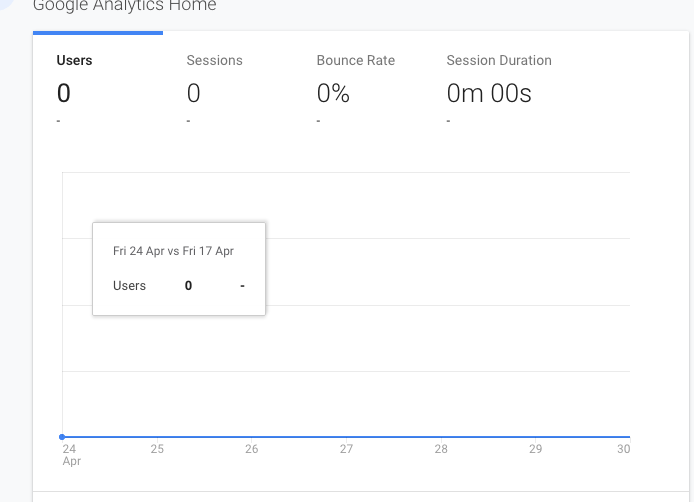 Google Analytics Home
Users Sessions Bounce Rate Session Duration
0 0 0% 0m 00s
- - - -
Fri 24 Apr vs Fri 17 Apr
Users 0 -
24 25 26 27 28 29 30
Apr